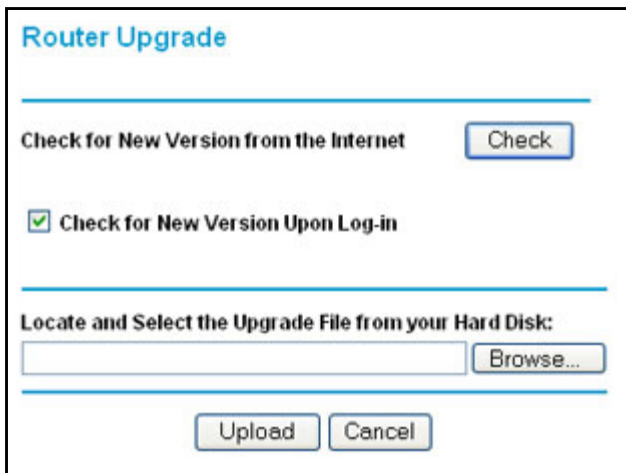 Router Upgrade
Check for New Version from the Internet Check
Check for New Version Upon Log-in
Locate and Select the Upgrade File from your Hard Disk:
Browse...
Upload Cancel